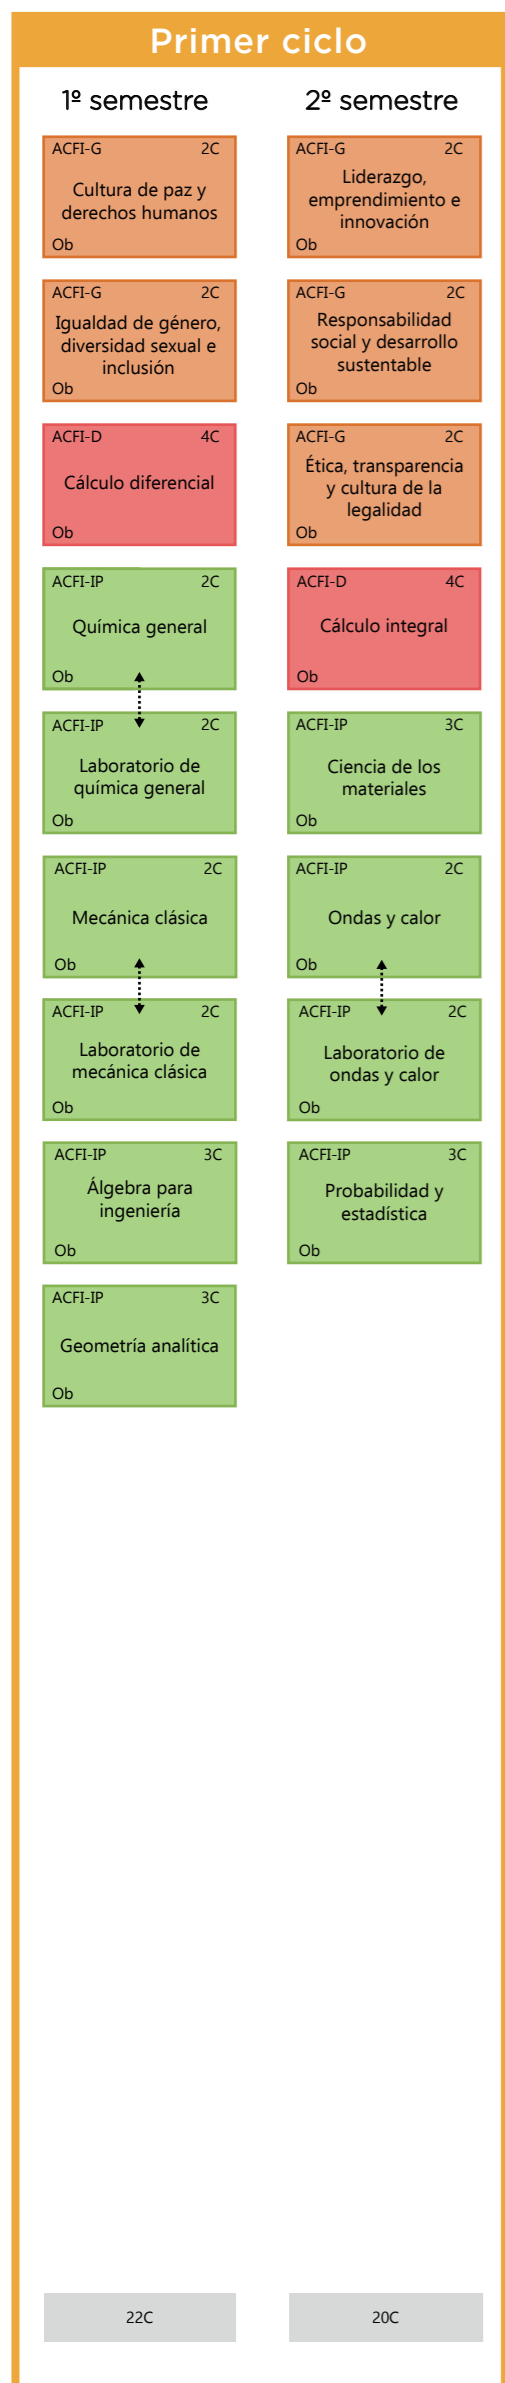 Primer ciclo
1º semestre
ACFI-G 2C
Cultura de paz y
derechos humanos
Ob
ACFI-G 2C
Igualdad de género,
diversidad sexual e
inclusión
Ob
ACFI-D 4C
Cálculo diferencial
Ob
ACFI-IP 2C
Química general
Ob
ACFI-IP 2C
Laboratorio de
química general
Ob
ACFI-IP 2C
Mecánica clásica
Ob
ACFI-IP 2C
Laboratorio de
mecánica clásica
Ob
ACFI-IP 3C
Álgebra para
ingeniería
Ob
ACFI-IP 3C
Geometría analítica
Ob
22C
2º semestre
ACFI-G 2C
Liderazgo,
emprendimiento e
innovación
Ob
ACFI-G 2C
Responsabilidad
social y desarrollo
sustentable
Ob
ACFI-G 2C
Ética, transparencia
y cultura de la
legalidad
Ob
ACFI-D 4C
Cálculo integral
Ob
ACFI-IP 3C
Ciencia de los
materiales
Ob
ACFI-IP 2C
Ondas y calor
Ob
ACFI-IP 2C
Laboratorio de
ondas y calor
Ob
ACFI-IP 3C
Probabilidad y
estadística
Ob
20C